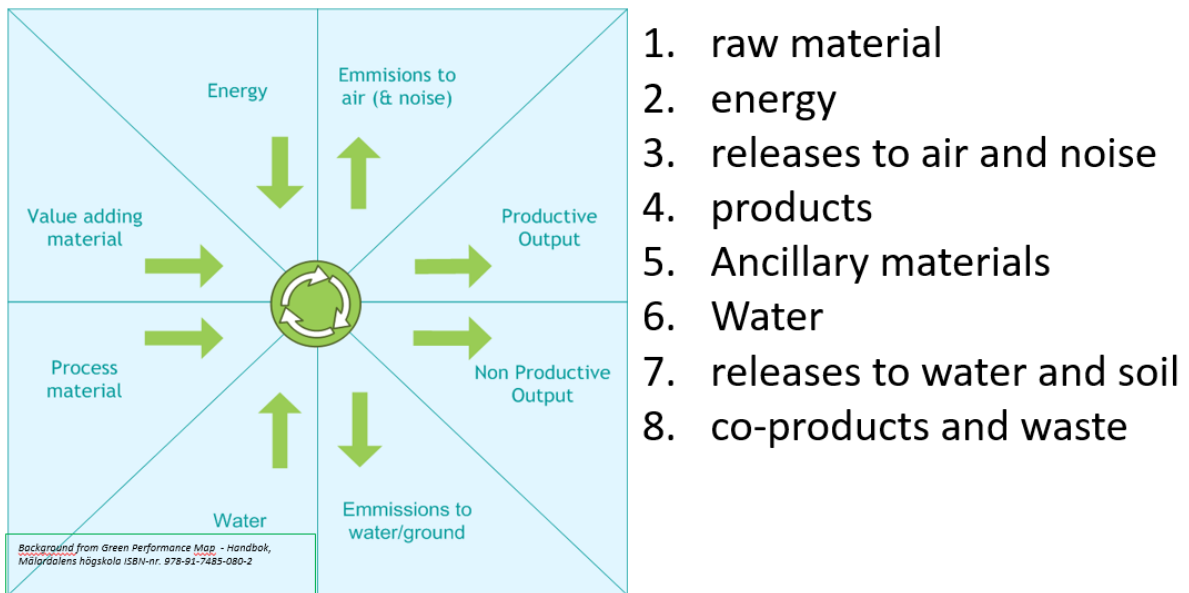 Energy
Emmisions to
air (& noise)
Value adding
material
Productive
Output
Process
material
Non Productive
Output
Water
Emmissions to
water/ground
Background from Green Performance Map - Handbok,
Mälardalens högskola ISBN-nr. 978-91-7485-080-2
1. raw material
2. energy
3. releases to air and noise
4. products
5. Ancillary materials
6. Water
7. releases to water and soil
8. co-products and waste